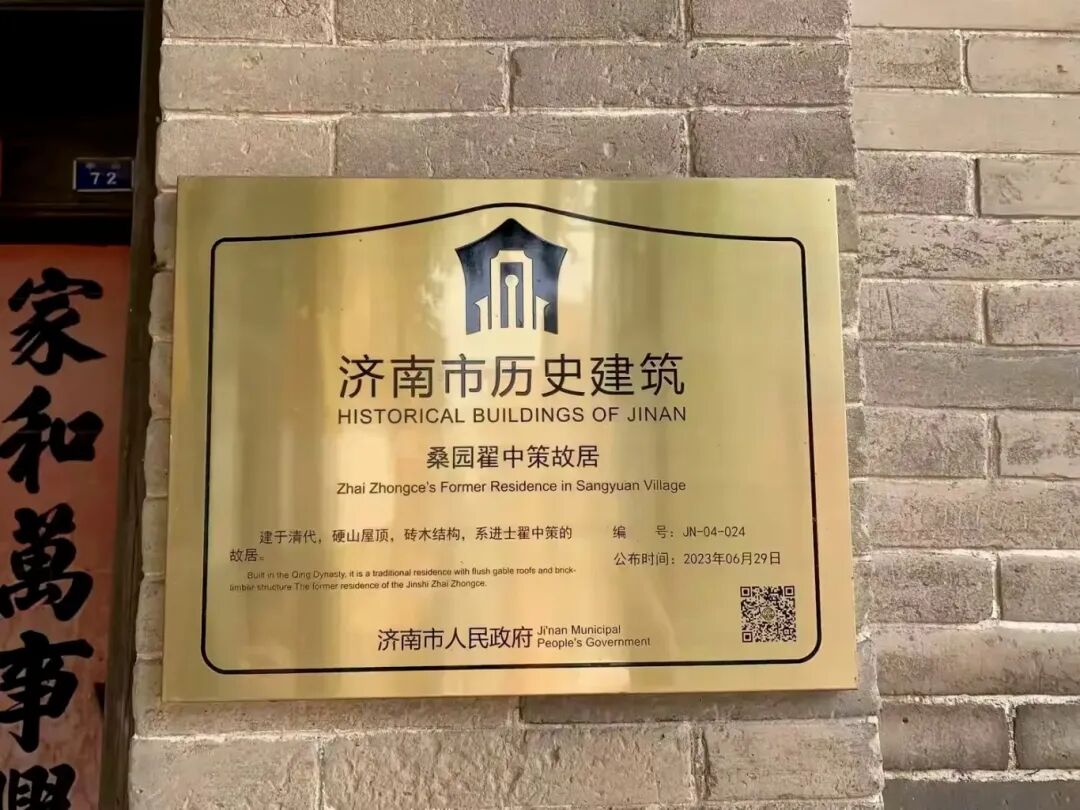 72
家和萬事興
济南市历史建筑
HISTORICAL BUILDINGS OF JINAN
桑园翟中策故居
Zhai Zhongce's Former Residence in Sangyuan Village
建于清代，硬山屋顶，砖木结构，系进士翟中策的
故居。
Built in the Qing Dynasty, it is a traditional residence with flush gable roofs and brick-
timber structure The former residence of the Jinshi Zhai Zhongce.
编 号：JN-04-024
公布时间：2023年06月29日
济南市人民政府 Ji'nan Municipal
People's Government